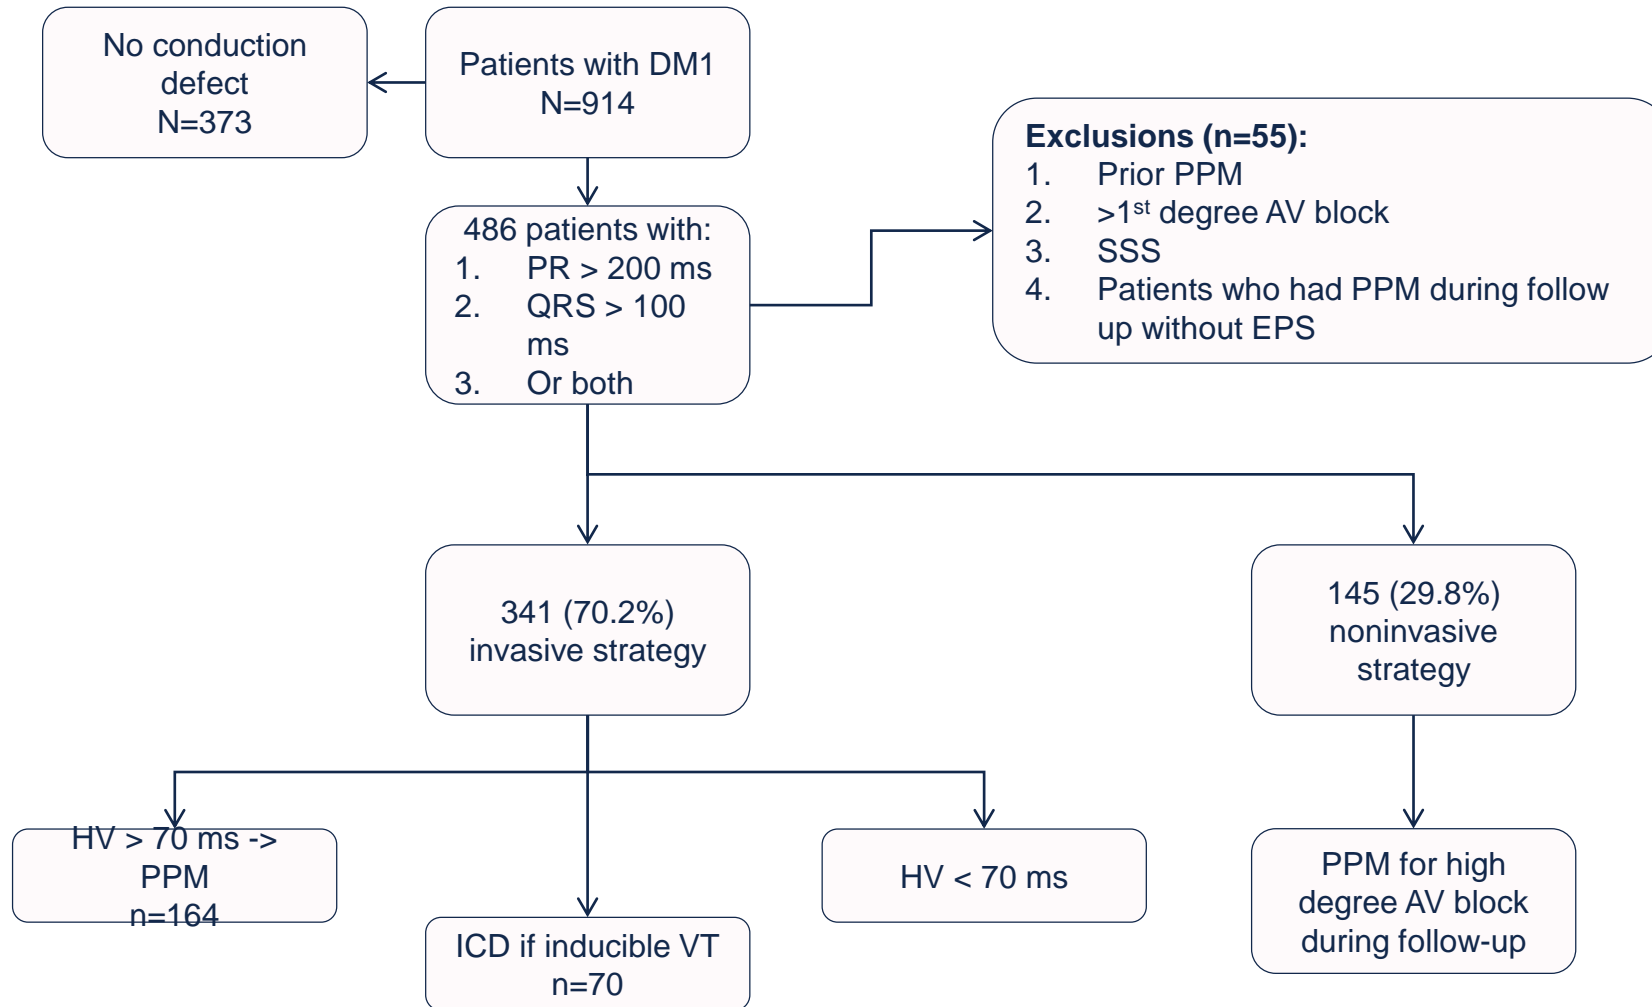 No conduction
defect
N=373
Patients with DM1
N=914
Exclusions (n=55):
1. Prior PPM
2. >1st degree AV block
3. SSS
4. Patients who had PPM during follow
up without EPS
486 patients with:
1. PR > 200 ms
2. QRS > 100
ms
3. Or both
341 (70.2%)
invasive strategy
145 (29.8%)
noninvasive
strategy
HV > 70 ms ->
PPM
n=164
ICD if inducible VT
n=70
HV < 70 ms
PPM for high
degree AV block
during follow-up